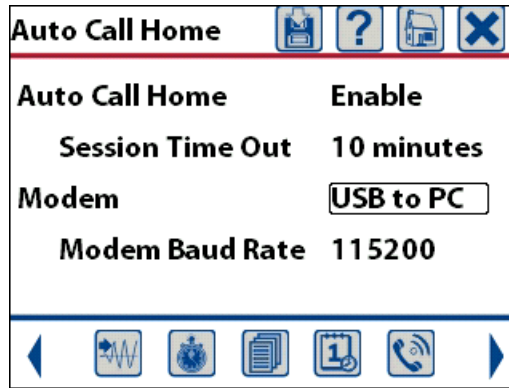 Auto Call Home ?
Auto Call Home Enable
Session Time Out 10 minutes
Modem USB to PC
Modem Baud Rate 115200
1